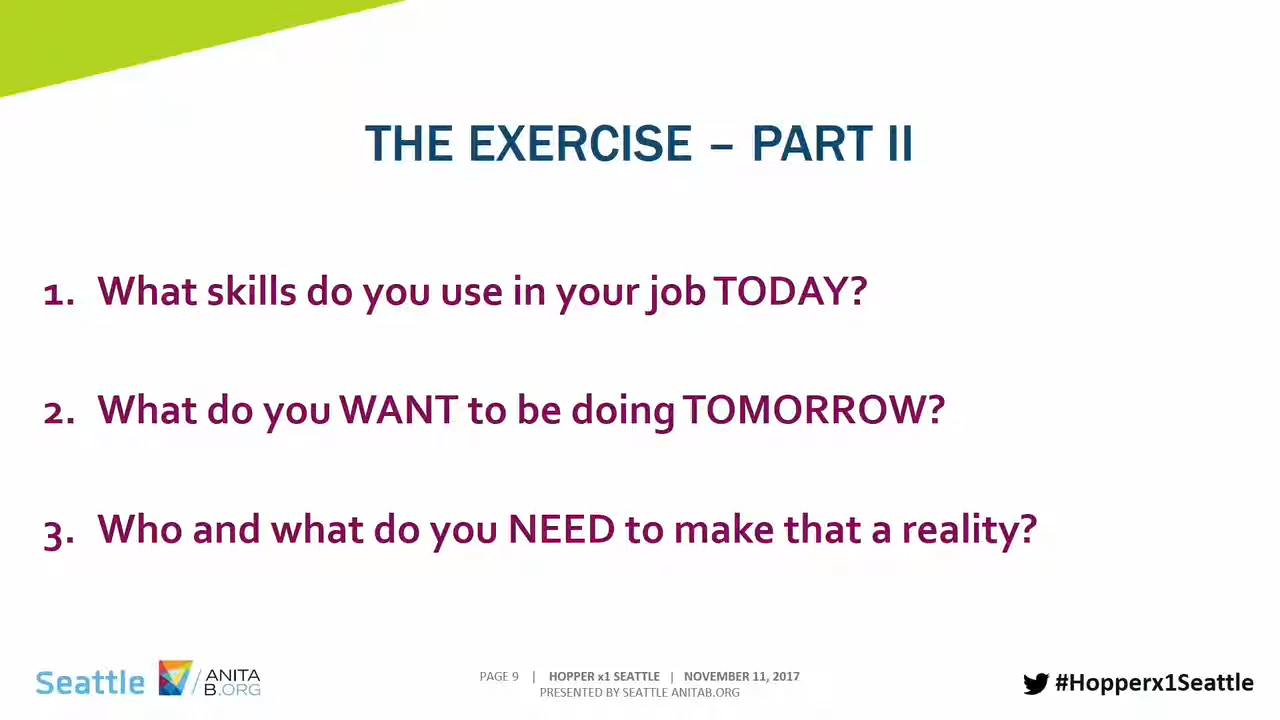 THE EXERCISE – PART II
1. What skills do you use in your job TODAY?
2. What do you WANT to be doing TOMORROW?
3. Who and what do you NEED to make that a reality?
Seattle
ANITA
B.ORG
PAGE 9 | HOPPER x1 SEATTLE | NOVEMBER 11, 2017
PRESENTED BY SEATTLE ANITAB.ORG
#Hopperx1Seattle